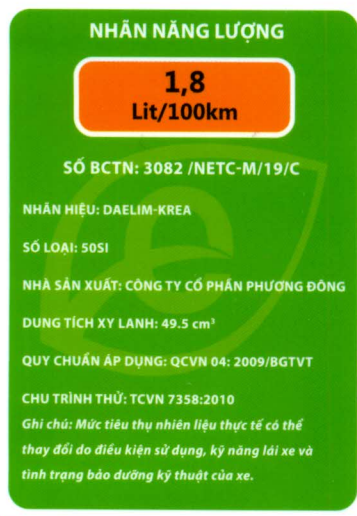 NHÃN NĂNG LƯỢNG
1,8
Lit/100km
SỐ BCTN: 3082 /NETC-M/19/C
NHÃN HIỆU: DAELIM-KREA
SỐ LOẠI: 50SI
NHÀ SẢN XUẤT: CÔNG TY CỔ PHẦN PHƯƠNG ĐÔNG
DUNG TÍCH XY LANH: 49.5 cm³
QUY CHUẨN ÁP DỤNG: QCVN 04: 2009/BGTVT
CHU TRÌNH THỬ: TCVN 7358:2010
Ghi chú: Mức tiêu thụ nhiên liệu thực tế có thể
thay đổi do điều kiện sử dụng, kỹ năng lái xe và
tình trạng bảo dưỡng kỹ thuật của xe.